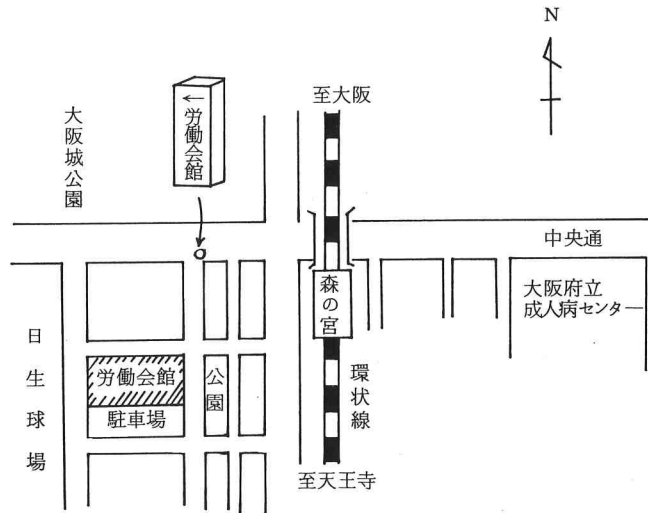 N
至大阪
大阪城公園
←労働会館
中央通
森の宮
大阪府立
成人病センター
日生球場
労働会館
駐車場
公園
環状線
至天王寺